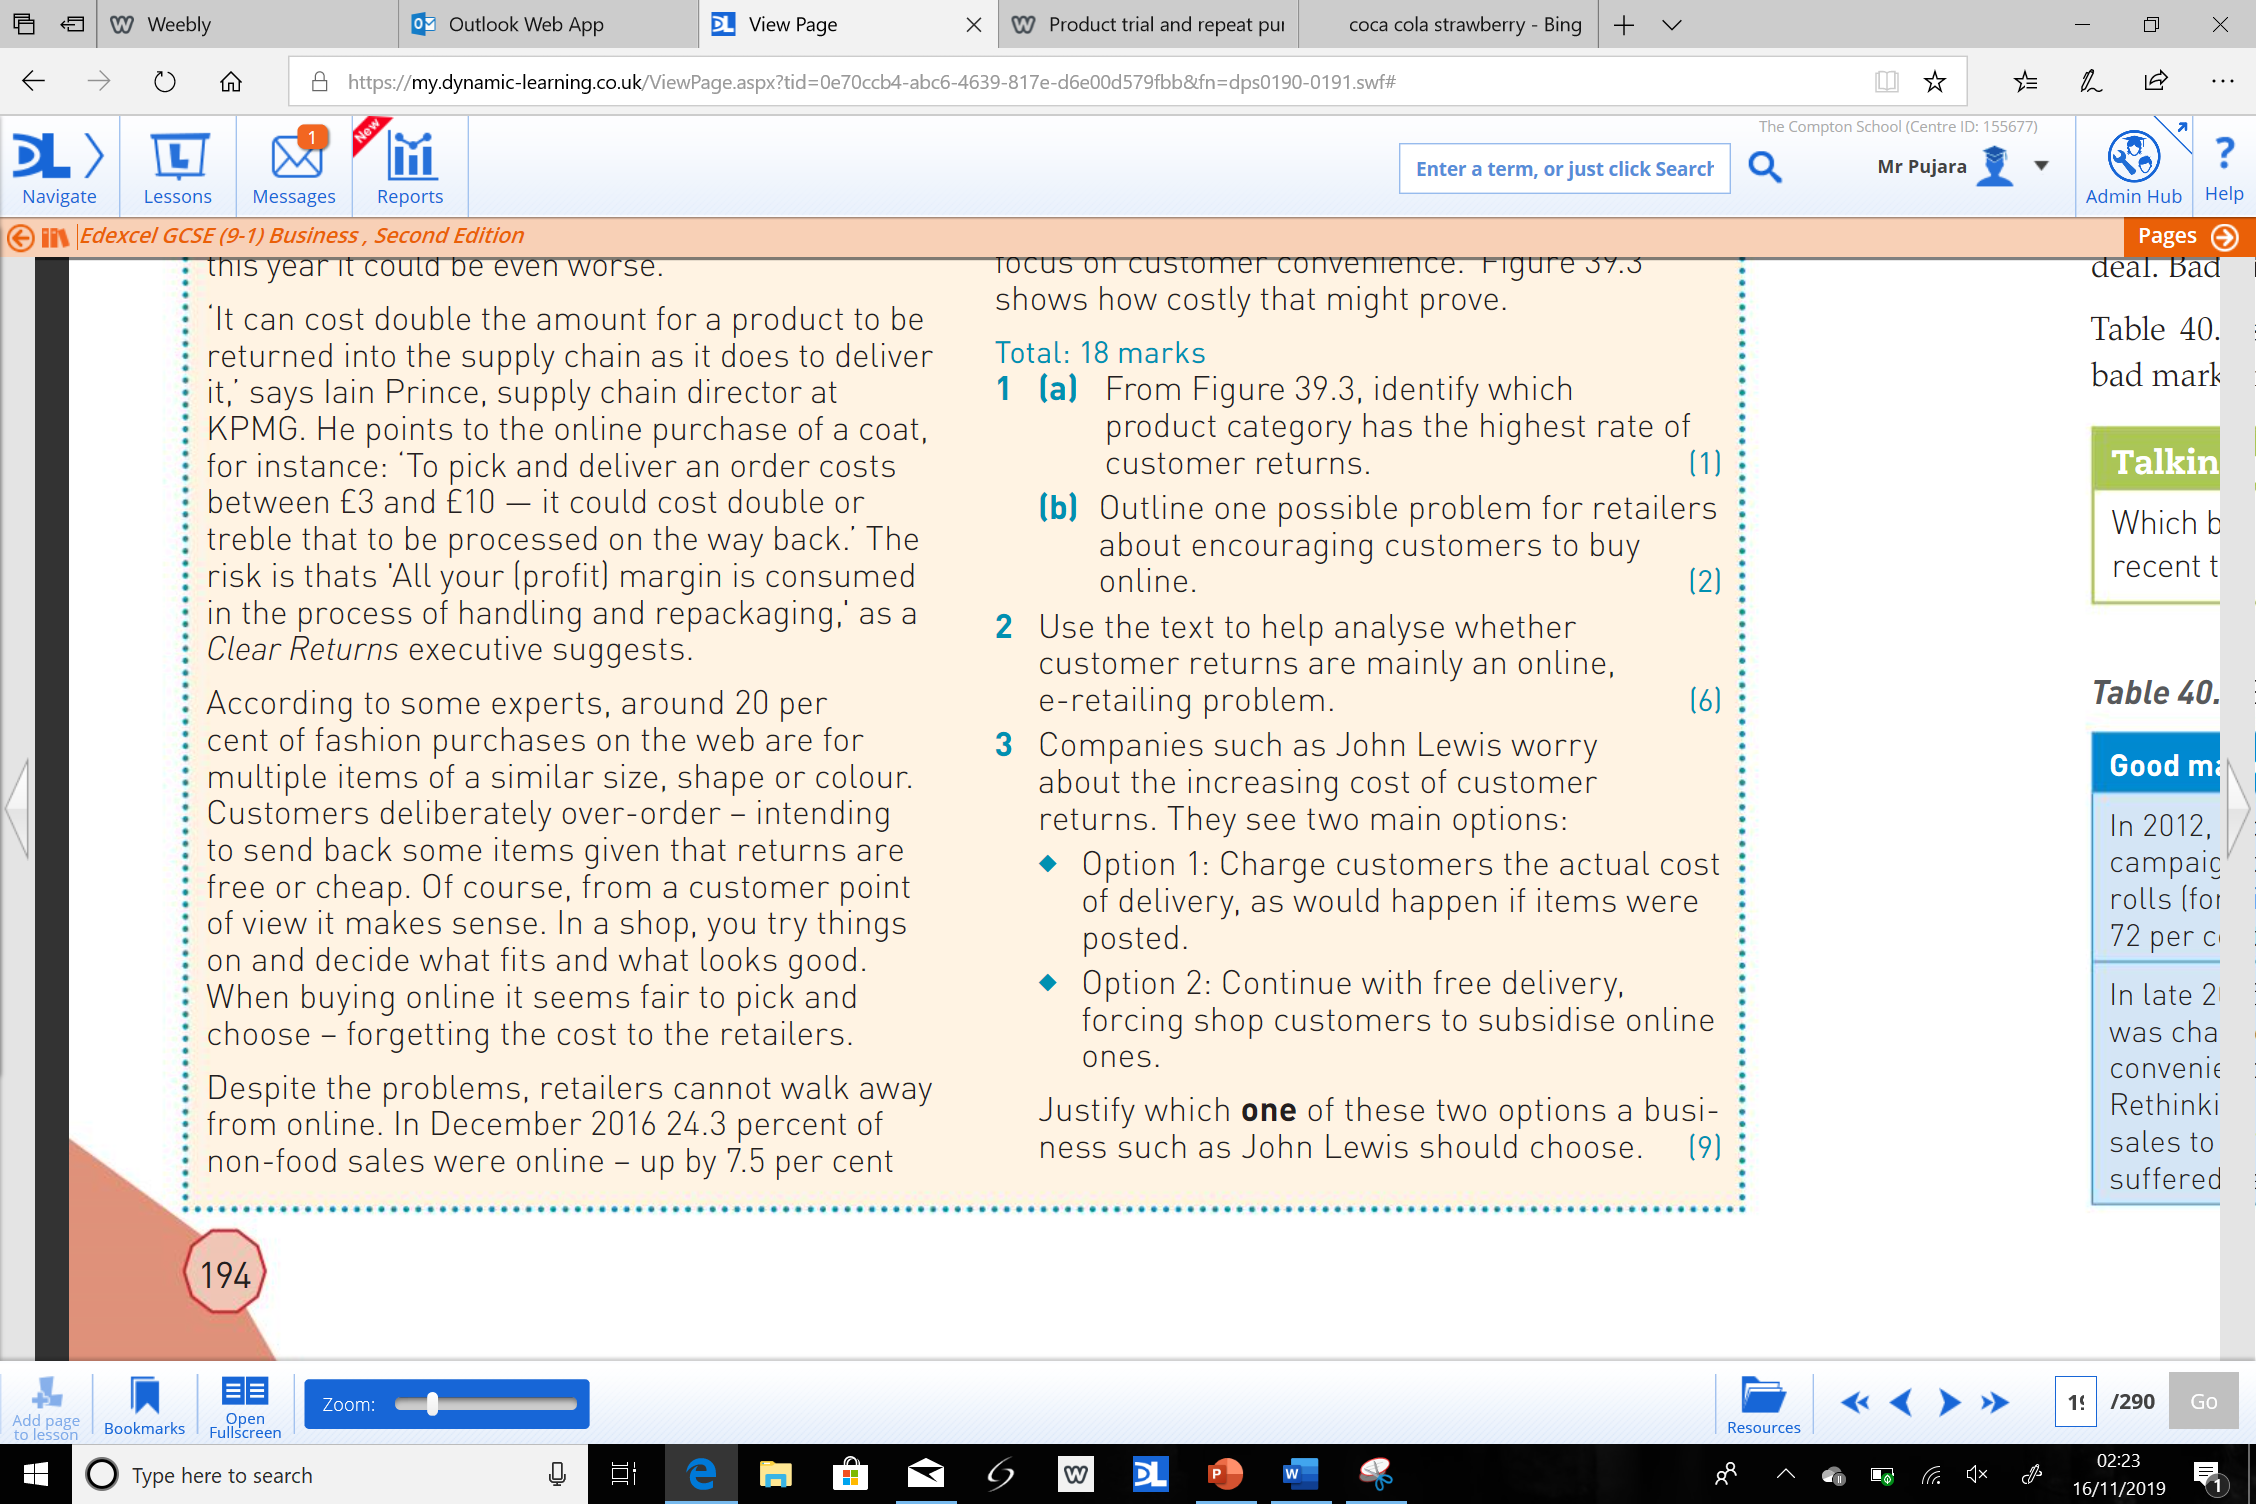 Weebly
Outlook Web App
View Page
Product trial and repeat pur
coca cola strawberry - Bing
https://my.dynamic-learning.co.uk/ViewPage.aspx?tid=0e70ccb4-abc6-4639-817e-d6e00d579fbb&fn=dps0190-0191.swf#
The Compton School (Centre ID: 155677)
DL
Navigate
Lessons
1
Messages
New
Reports
Enter a term, or just click Search
Mr Pujara
Admin Hub
?
Help
Edexcel GCSE (9-1) Business , Second Edition
Pages
this year it could be even worse.
‘It can cost double the amount for a product to be
returned into the supply chain as it does to deliver
it,’ says Iain Prince, supply chain director at
KPMG. He points to the online purchase of a coat,
for instance: ‘To pick and deliver an order costs
between £3 and £10 — it could cost double or
treble that to be processed on the way back.’ The
risk is thats 'All your (profit) margin is consumed
in the process of handling and repackaging,' as a
Clear Returns executive suggests.
According to some experts, around 20 per
cent of fashion purchases on the web are for
multiple items of a similar size, shape or colour.
Customers deliberately over-order – intending
to send back some items given that returns are
free or cheap. Of course, from a customer point
of view it makes sense. In a shop, you try things
on and decide what fits and what looks good.
When buying online it seems fair to pick and
choose – forgetting the cost to the retailers.
Despite the problems, retailers cannot walk away
from online. In December 2016 24.3 percent of
non-food sales were online – up by 7.5 per cent
194
focus on customer convenience. Figure 39.3
shows how costly that might prove.
Total: 18 marks
1 (a) From Figure 39.3, identify which
product category has the highest rate of
customer returns. (1)
(b) Outline one possible problem for retailers
about encouraging customers to buy
online. (2)
2 Use the text to help analyse whether
customer returns are mainly an online,
e-retailing problem. (6)
3 Companies such as John Lewis worry
about the increasing cost of customer
returns. They see two main options:
◆ Option 1: Charge customers the actual cost
of delivery, as would happen if items were
posted.
◆ Option 2: Continue with free delivery,
forcing shop customers to subsidise online
ones.
Justify which one of these two options a busi-
ness such as John Lewis should choose. (9)
deal. Bad
Table 40.
bad mark
Talkin
Which b
recent t
Table 40.
Good ma
In 2012,
campaig
rolls (for
72 per c
In late 2
was cha
convenie
Rethinki
sales to
suffered
Add page
to lesson
Bookmarks
Open
Fullscreen
Zoom:
Resources
19
/290
Go
Type here to search
02:23
16/11/2019
1